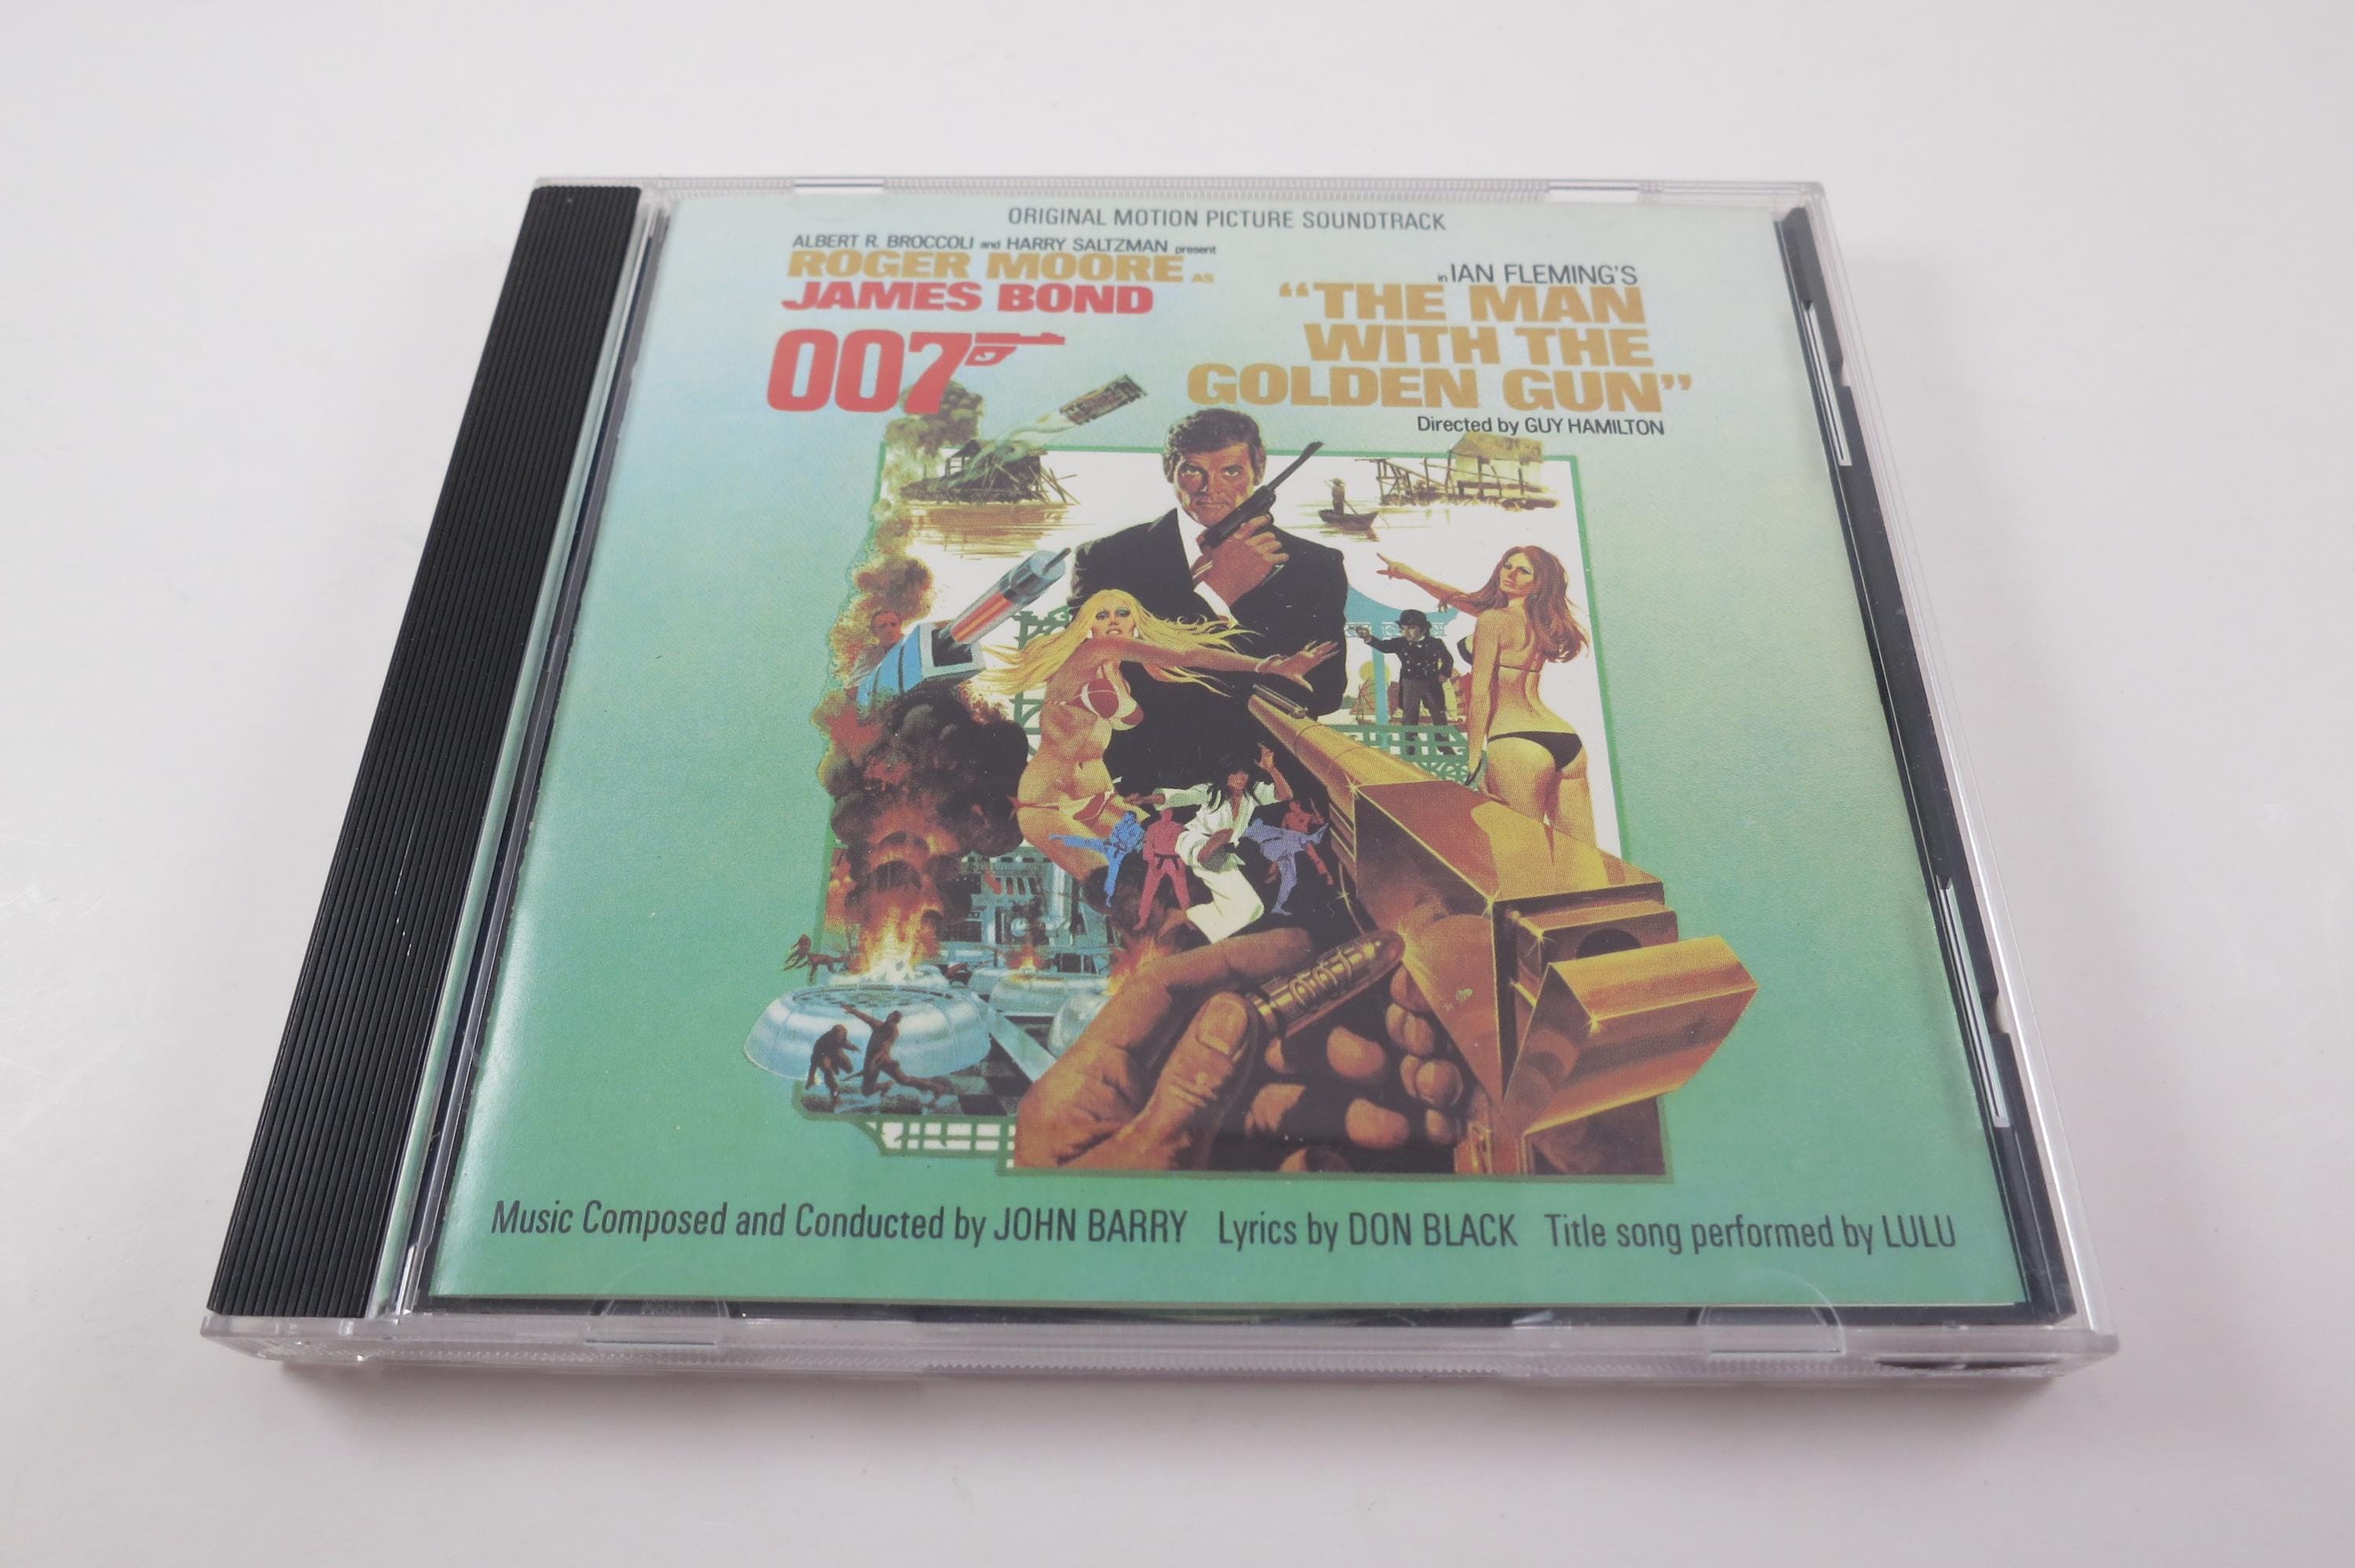 ORIGINAL MOTION PICTURE SOUNDTRACK
ALBERT R. BROCCOLI and HARRY SALTZMAN present
ROGER MOORE AS
JAMES BOND
007
in IAN FLEMING'S
“THE MAN
WITH THE
GOLDEN GUN”
Directed by GUY HAMILTON
007
Music Composed and Conducted by JOHN BARRY Lyrics by DON BLACK Title song performed by LULU